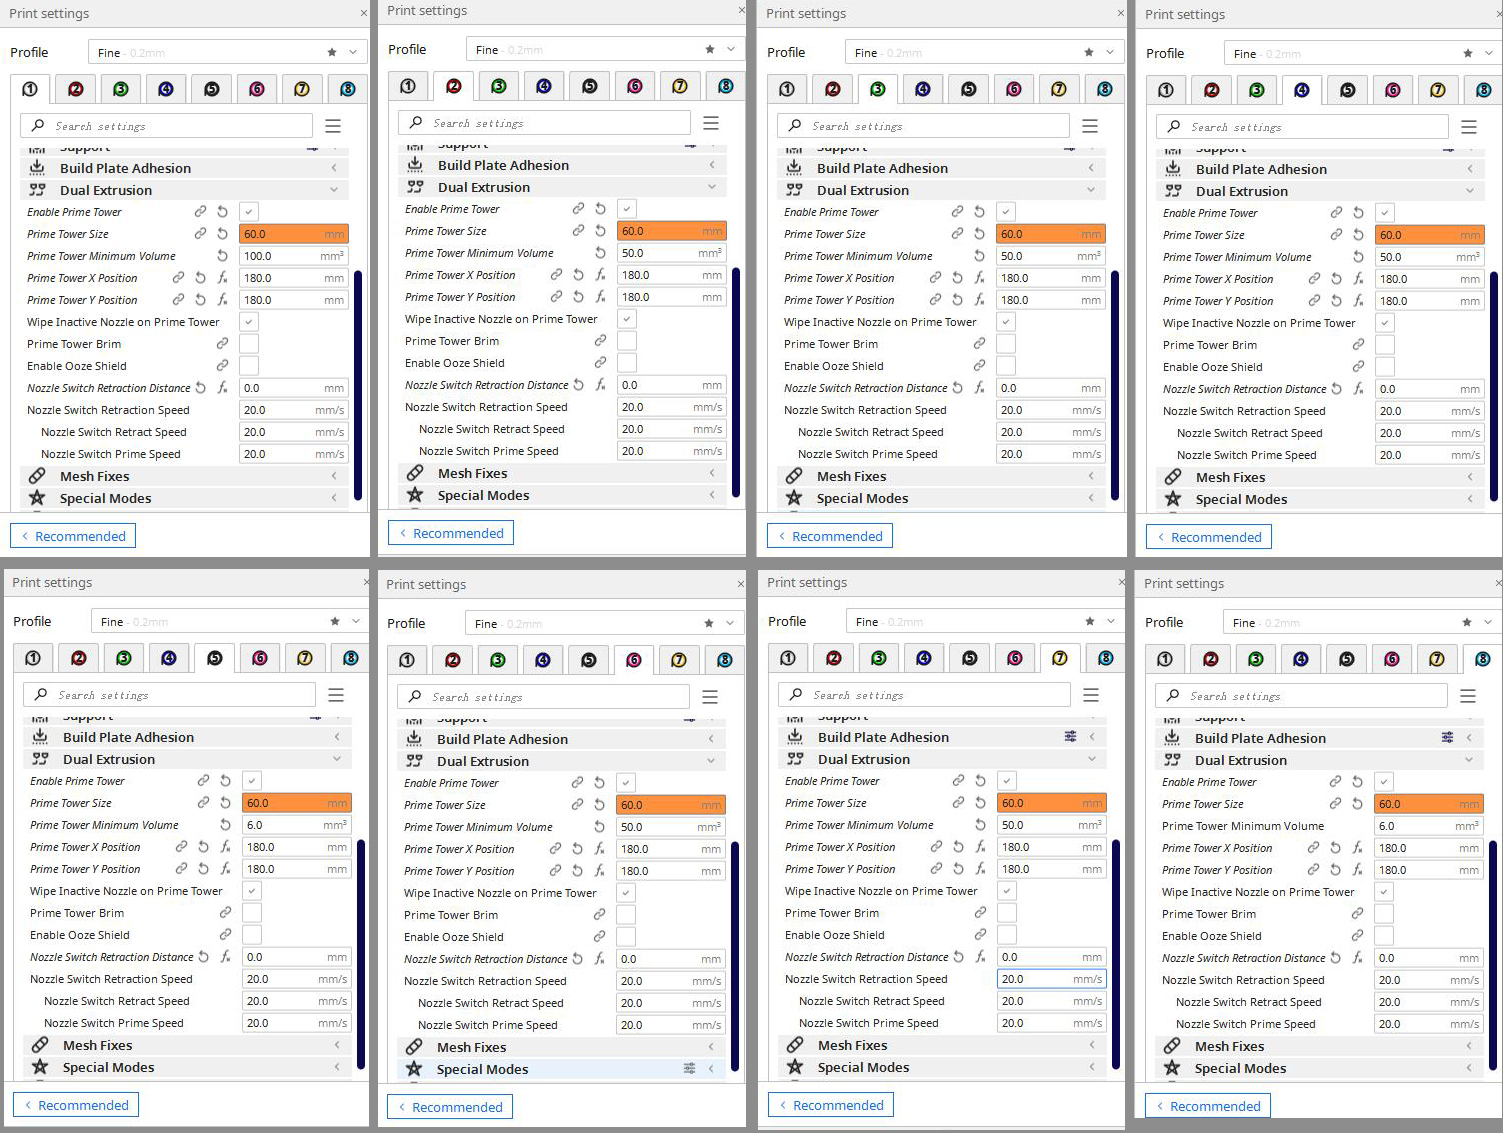 Print settings ×
Profile Fine - 0.2mm
1 2 3 4 5 6 7 8
Search settings
Support
Build Plate Adhesion
Dual Extrusion
Enable Prime Tower
Prime Tower Size 60.0 mm
Prime Tower Minimum Volume 100.0 mm³
Prime Tower X Position 180.0 mm
Prime Tower Y Position 180.0 mm
Wipe Inactive Nozzle on Prime Tower
Prime Tower Brim
Enable Ooze Shield
Nozzle Switch Retraction Distance 0.0 mm
Nozzle Switch Retraction Speed 20.0 mm/s
Nozzle Switch Retract Speed 20.0 mm/s
Nozzle Switch Prime Speed 20.0 mm/s
Mesh Fixes
Special Modes
Recommended
Print settings ×
Profile Fine - 0.2mm
1 2 3 4 5 6 7 8
Search settings
Support
Build Plate Adhesion
Dual Extrusion
Enable Prime Tower
Prime Tower Size 60.0 mm
Prime Tower Minimum Volume 50.0 mm³
Prime Tower X Position 180.0 mm
Prime Tower Y Position 180.0 mm
Wipe Inactive Nozzle on Prime Tower
Prime Tower Brim
Enable Ooze Shield
Nozzle Switch Retraction Distance 0.0 mm
Nozzle Switch Retraction Speed 20.0 mm/s
Nozzle Switch Retract Speed 20.0 mm/s
Nozzle Switch Prime Speed 20.0 mm/s
Mesh Fixes
Special Modes
Recommended
Print settings ×
Profile Fine - 0.2mm
1 2 3 4 5 6 7 8
Search settings
Support
Build Plate Adhesion
Dual Extrusion
Enable Prime Tower
Prime Tower Size 60.0 mm
Prime Tower Minimum Volume 50.0 mm³
Prime Tower X Position 180.0 mm
Prime Tower Y Position 180.0 mm
Wipe Inactive Nozzle on Prime Tower
Prime Tower Brim
Enable Ooze Shield
Nozzle Switch Retraction Distance 0.0 mm
Nozzle Switch Retraction Speed 20.0 mm/s
Nozzle Switch Retract Speed 20.0 mm/s
Nozzle Switch Prime Speed 20.0 mm/s
Mesh Fixes
Special Modes
Recommended
Print settings ×
Profile Fine - 0.2mm
1 2 3 4 5 6 7 8
Search settings
Support
Build Plate Adhesion
Dual Extrusion
Enable Prime Tower
Prime Tower Size 60.0 mm
Prime Tower Minimum Volume 50.0 mm³
Prime Tower X Position 180.0 mm
Prime Tower Y Position 180.0 mm
Wipe Inactive Nozzle on Prime Tower
Prime Tower Brim
Enable Ooze Shield
Nozzle Switch Retraction Distance 0.0 mm
Nozzle Switch Retraction Speed 20.0 mm/s
Nozzle Switch Retract Speed 20.0 mm/s
Nozzle Switch Prime Speed 20.0 mm/s
Mesh Fixes
Special Modes
Recommended
Print settings ×
Profile Fine - 0.2mm
1 2 3 4 5 6 7 8
Search settings
Support
Build Plate Adhesion
Dual Extrusion
Enable Prime Tower
Prime Tower Size 60.0 mm
Prime Tower Minimum Volume 6.0 mm³
Prime Tower X Position 180.0 mm
Prime Tower Y Position 180.0 mm
Wipe Inactive Nozzle on Prime Tower
Prime Tower Brim
Enable Ooze Shield
Nozzle Switch Retraction Distance 0.0 mm
Nozzle Switch Retraction Speed 20.0 mm/s
Nozzle Switch Retract Speed 20.0 mm/s
Nozzle Switch Prime Speed 20.0 mm/s
Mesh Fixes
Special Modes
Recommended
Print settings ×
Profile Fine - 0.2mm
1 2 3 4 5 6 7 8
Search settings
Support
Build Plate Adhesion
Dual Extrusion
Enable Prime Tower
Prime Tower Size 60.0 mm
Prime Tower Minimum Volume 50.0 mm³
Prime Tower X Position 180.0 mm
Prime Tower Y Position 180.0 mm
Wipe Inactive Nozzle on Prime Tower
Prime Tower Brim
Enable Ooze Shield
Nozzle Switch Retraction Distance 0.0 mm
Nozzle Switch Retraction Speed 20.0 mm/s
Nozzle Switch Retract Speed 20.0 mm/s
Nozzle Switch Prime Speed 20.0 mm/s
Mesh Fixes
Special Modes
Recommended
Print settings ×
Profile Fine - 0.2mm
1 2 3 4 5 6 7 8
Search settings
Support
Build Plate Adhesion
Dual Extrusion
Enable Prime Tower
Prime Tower Size 60.0 mm
Prime Tower Minimum Volume 50.0 mm³
Prime Tower X Position 180.0 mm
Prime Tower Y Position 180.0 mm
Wipe Inactive Nozzle on Prime Tower
Prime Tower Brim
Enable Ooze Shield
Nozzle Switch Retraction Distance 0.0 mm
Nozzle Switch Retraction Speed 20.0 mm/s
Nozzle Switch Retract Speed 20.0 mm/s
Nozzle Switch Prime Speed 20.0 mm/s
Mesh Fixes
Special Modes
Recommended
Print settings ×
Profile Fine - 0.2mm
1 2 3 4 5 6 7 8
Search settings
Support
Build Plate Adhesion
Dual Extrusion
Enable Prime Tower
Prime Tower Size 60.0 mm
Prime Tower Minimum Volume 6.0 mm³
Prime Tower X Position 180.0 mm
Prime Tower Y Position 180.0 mm
Wipe Inactive Nozzle on Prime Tower
Prime Tower Brim
Enable Ooze Shield
Nozzle Switch Retraction Distance 0.0 mm
Nozzle Switch Retraction Speed 20.0 mm/s
Nozzle Switch Retract Speed 20.0 mm/s
Nozzle Switch Prime Speed 20.0 mm/s
Mesh Fixes
Special Modes
Recommended